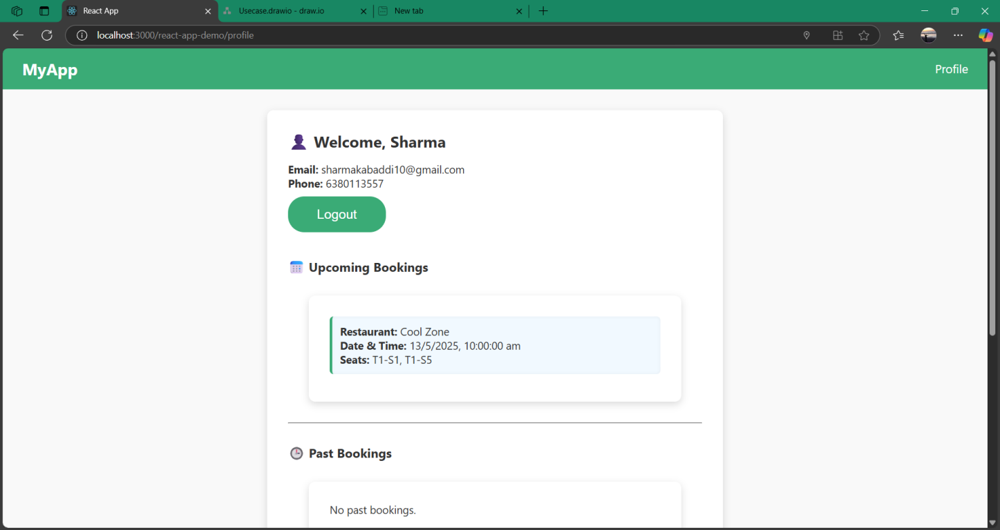 React App
Usecase.drawio - draw.io
New tab
localhost:3000/react-app-demo/profile
MyApp
Profile
Welcome, Sharma
Email: sharmakabaddi10@gmail.com
Phone: 6380113557
Logout
Upcoming Bookings
Restaurant: Cool Zone
Date & Time: 13/5/2025, 10:00:00 am
Seats: T1-S1, T1-S5
Past Bookings
No past bookings.